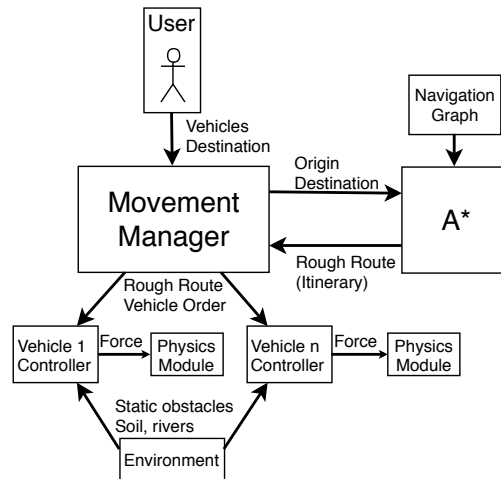 User
Vehicles
Destination
Navigation
Graph
Origin
Destination
Movement
Manager
A*
Rough Route
(Itinerary)
Rough Route
Vehicle Order
Vehicle 1
Controller
Force
Physics
Module
Vehicle n
Controller
Force
Physics
Module
Static obstacles
Soil, rivers
Environment